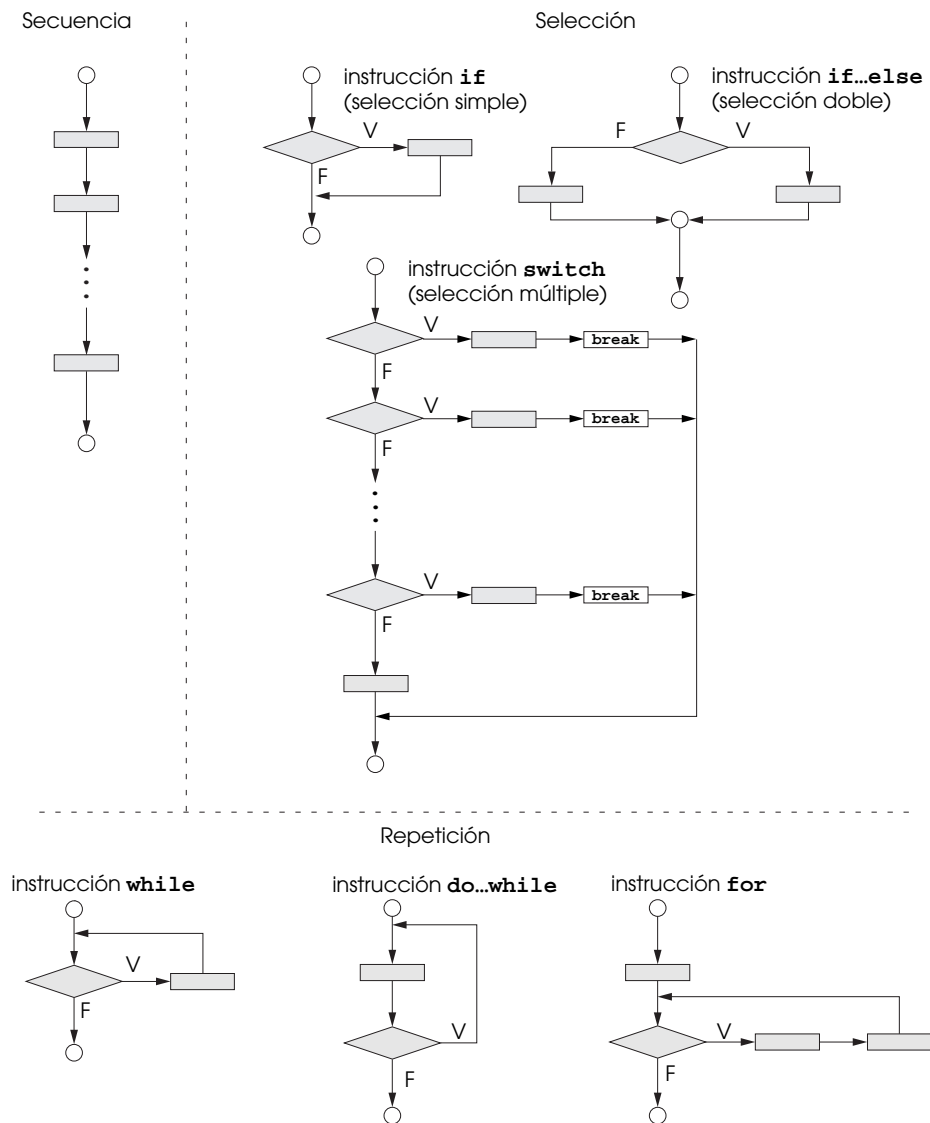 Secuencia
Selección
instrucción if
(selección simple)
V
F
instrucción if…else
(selección doble)
F
V
instrucción switch
(selección múltiple)
V
break
F
V
break
F
V
break
F
Repetición
instrucción while
V
F
instrucción do…while
V
F
instrucción for
V
F